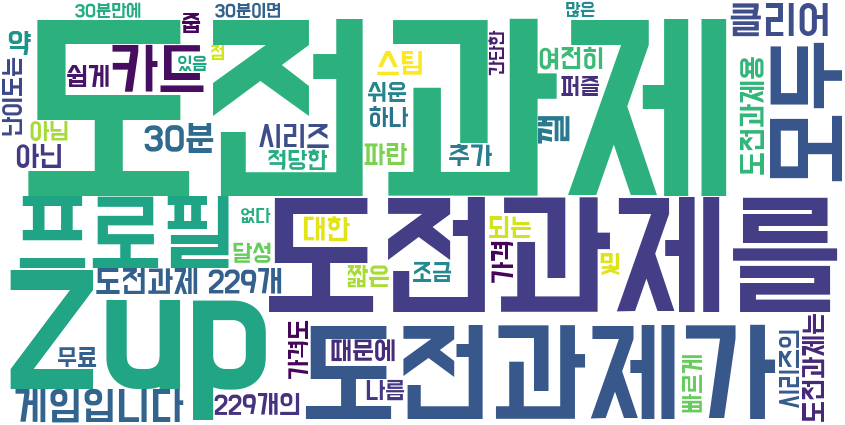 30분만에
30분이면
많은
줍
클리어
약
도전과제
점
간단한
여전히
쉽게
카드
있음
스팀
난이도는
퍼즐
쉬운
도전과제용
모두
아님
30분
시리즈
하나
깰
아닌
적당한
파란
추가
프로필
없다
도전과제를
대한
되는
달성
가격
및
짧은
조금
도전과제 229개
Zup
가격도
도전과제가
때문에
무료
빠르게
시리즈의
도전과제는
나름
게임입니다
229개의